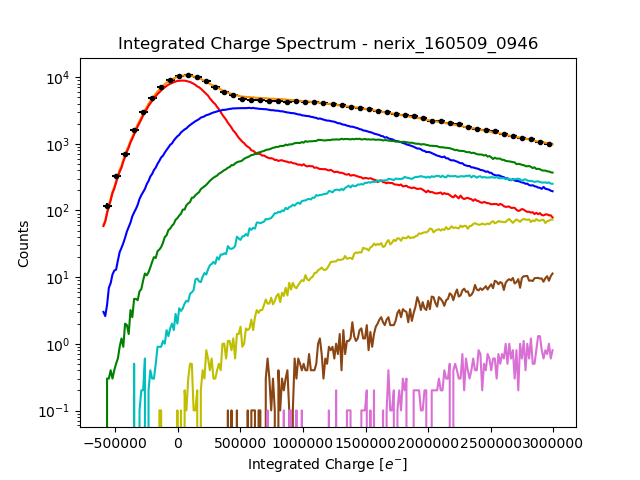 Integrated Charge Spectrum - nerix_160509_0946
Counts
10⁴
10³
10²
10¹
10⁰
10⁻¹
−500000 0 500000 1000000 1500000 2000000 2500000 3000000
Integrated Charge [e⁻]